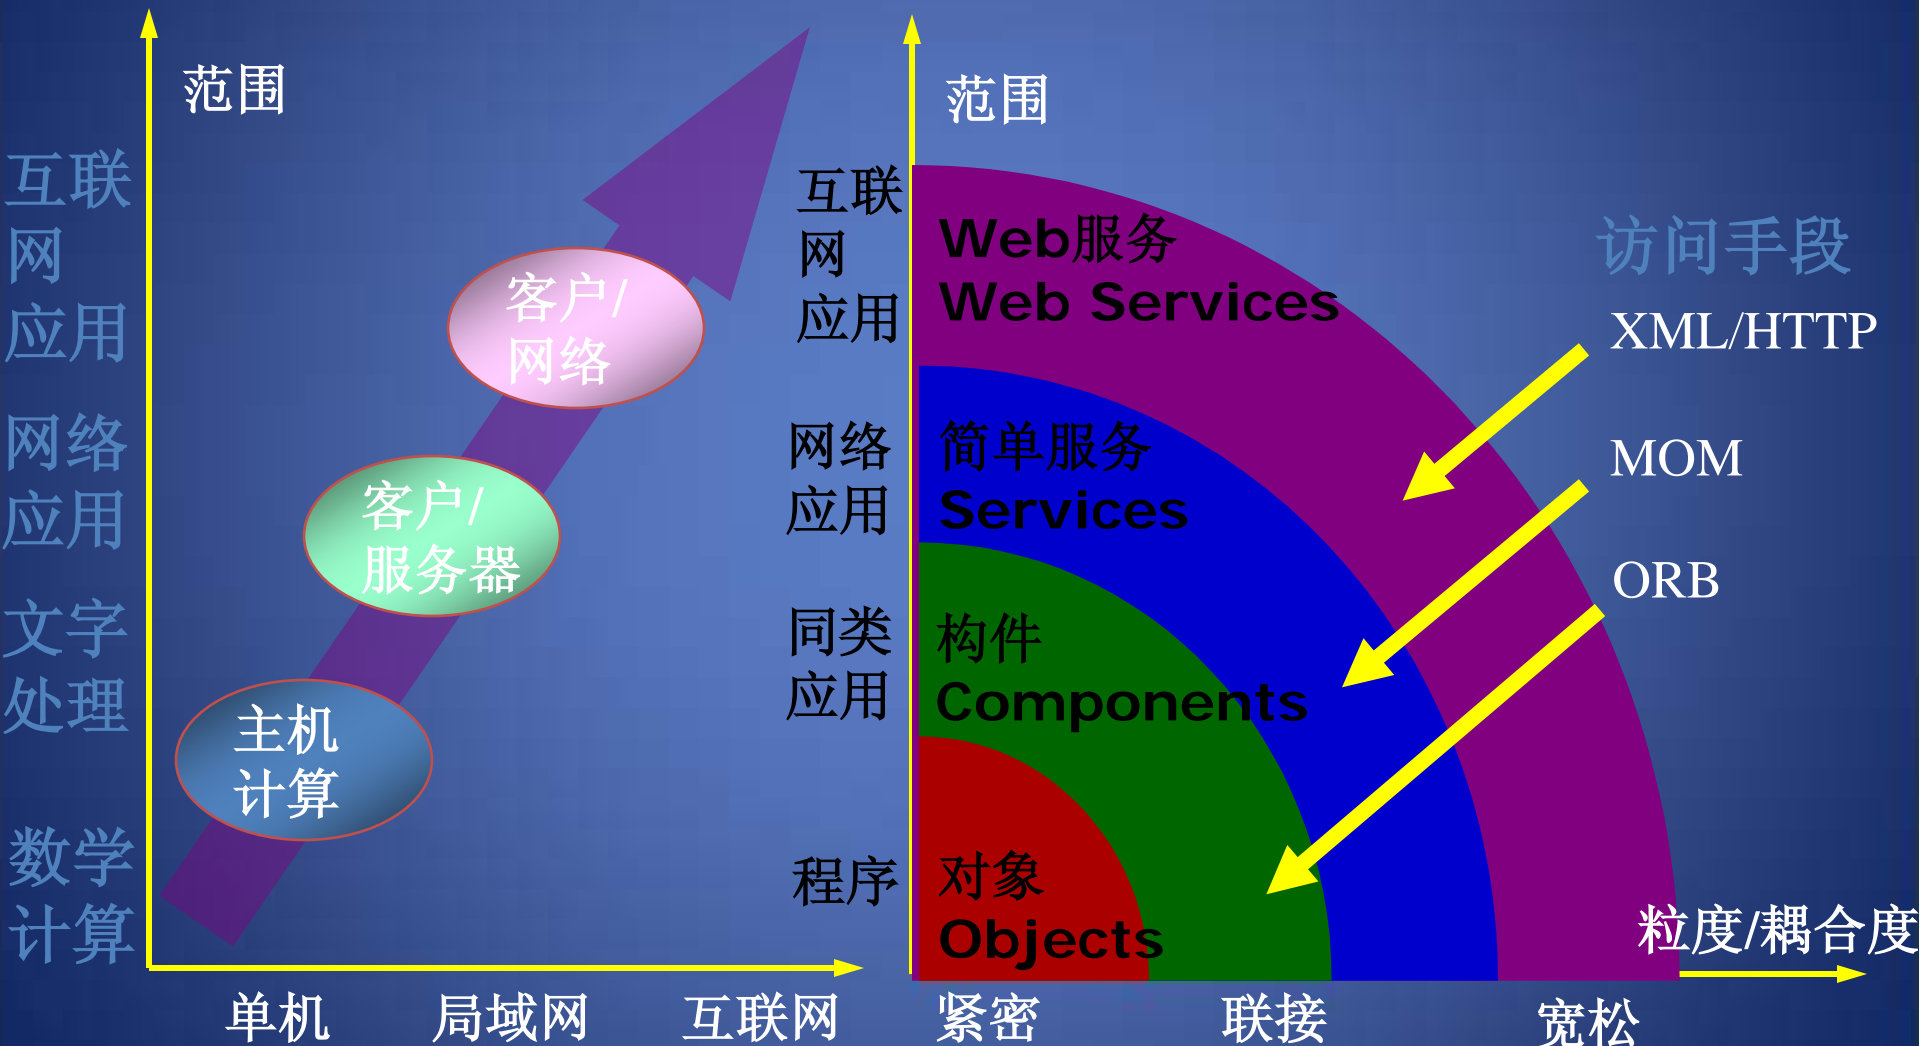 范围
互联
网
应用
网络
应用
文字
处理
数学
计算
客户/
网络
客户/
服务器
主机
计算
单机
局域网
互联网
范围
互联
网
应用
网络
应用
同类
应用
程序
Web服务
Web Services
简单服务
Services
构件
Components
对象
Objects
访问手段
XML/HTTP
MOM
ORB
粒度/耦合度
紧密
联接
宽松